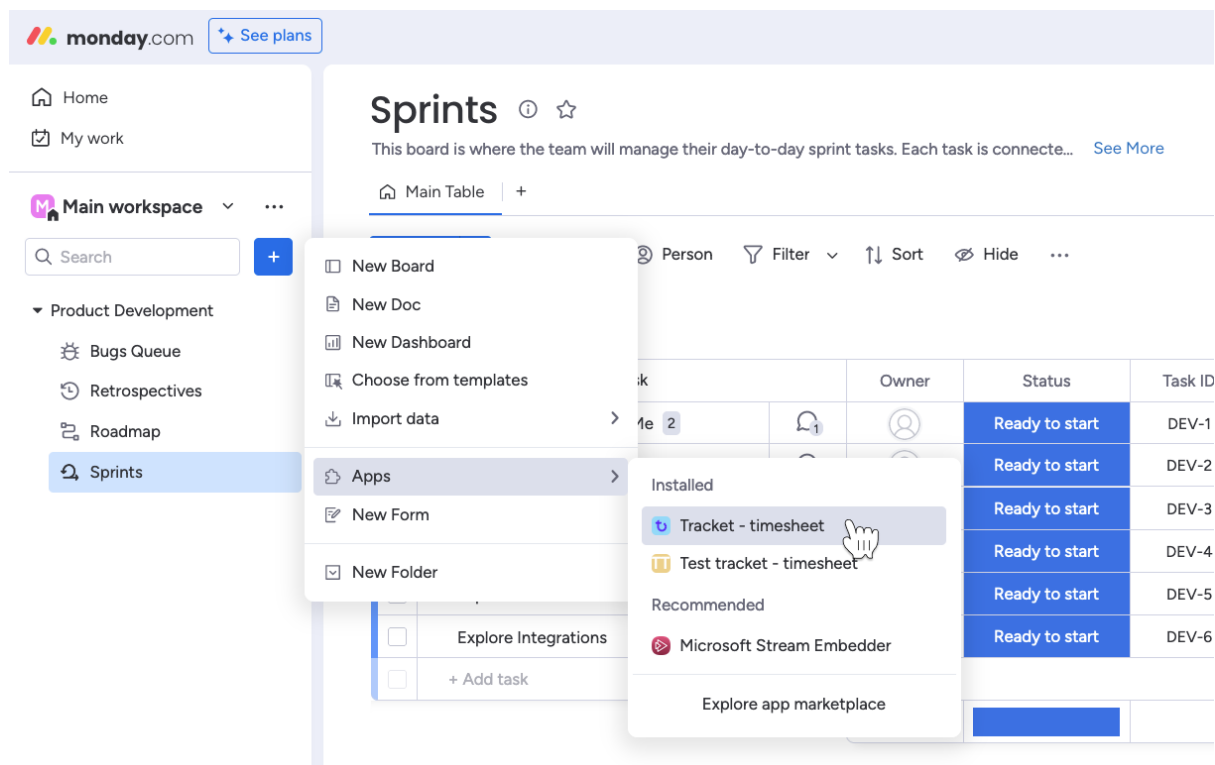 monday.com
See plans
Home
My work
M Main workspace
Search
+
Product Development
Bugs Queue
Retrospectives
Roadmap
Sprints
Sprints
This board is where the team will manage their day-to-day sprint tasks. Each task is connecte... See More
Main Table +
Person Filter Sort Hide
New Board
New Doc
New Dashboard
Choose from templates
Import data
Apps
New Form
New Folder
Installed
Tracket - timesheet
Test tracket - timesheet
Recommended
Microsoft Stream Embedder
Explore app marketplace
Owner Status Task ID
2 1 Ready to start DEV-1
Ready to start DEV-2
Ready to start DEV-3
Ready to start DEV-4
Ready to start DEV-5
Explore Integrations Ready to start DEV-6
+ Add task